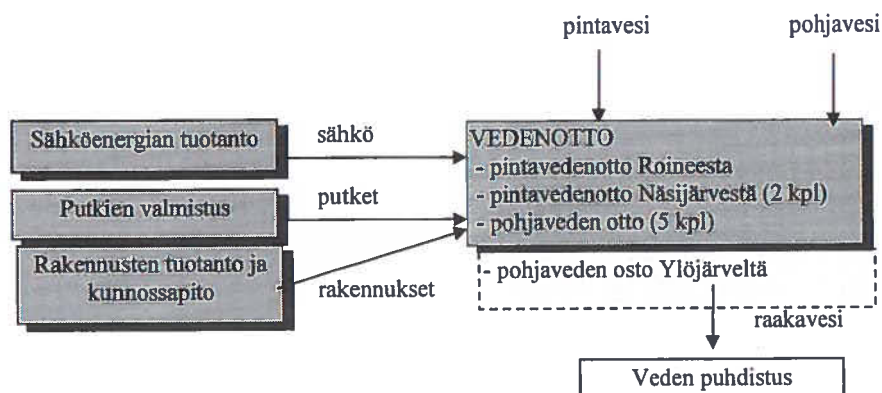 pintavesi
pohjavesi
Sähköenergian tuotanto
sähkö
VEDENOTTO
- pintavedenotto Roineesta
- pintavedenotto Näsijärvestä (2 kpl)
- pohjaveden otto (5 kpl)
Putkien valmistus
putket
Rakennusten tuotanto ja
kunnossapito
rakennukset
- pohjaveden osto Ylöjärveltä
raakavesi
Veden puhdistus